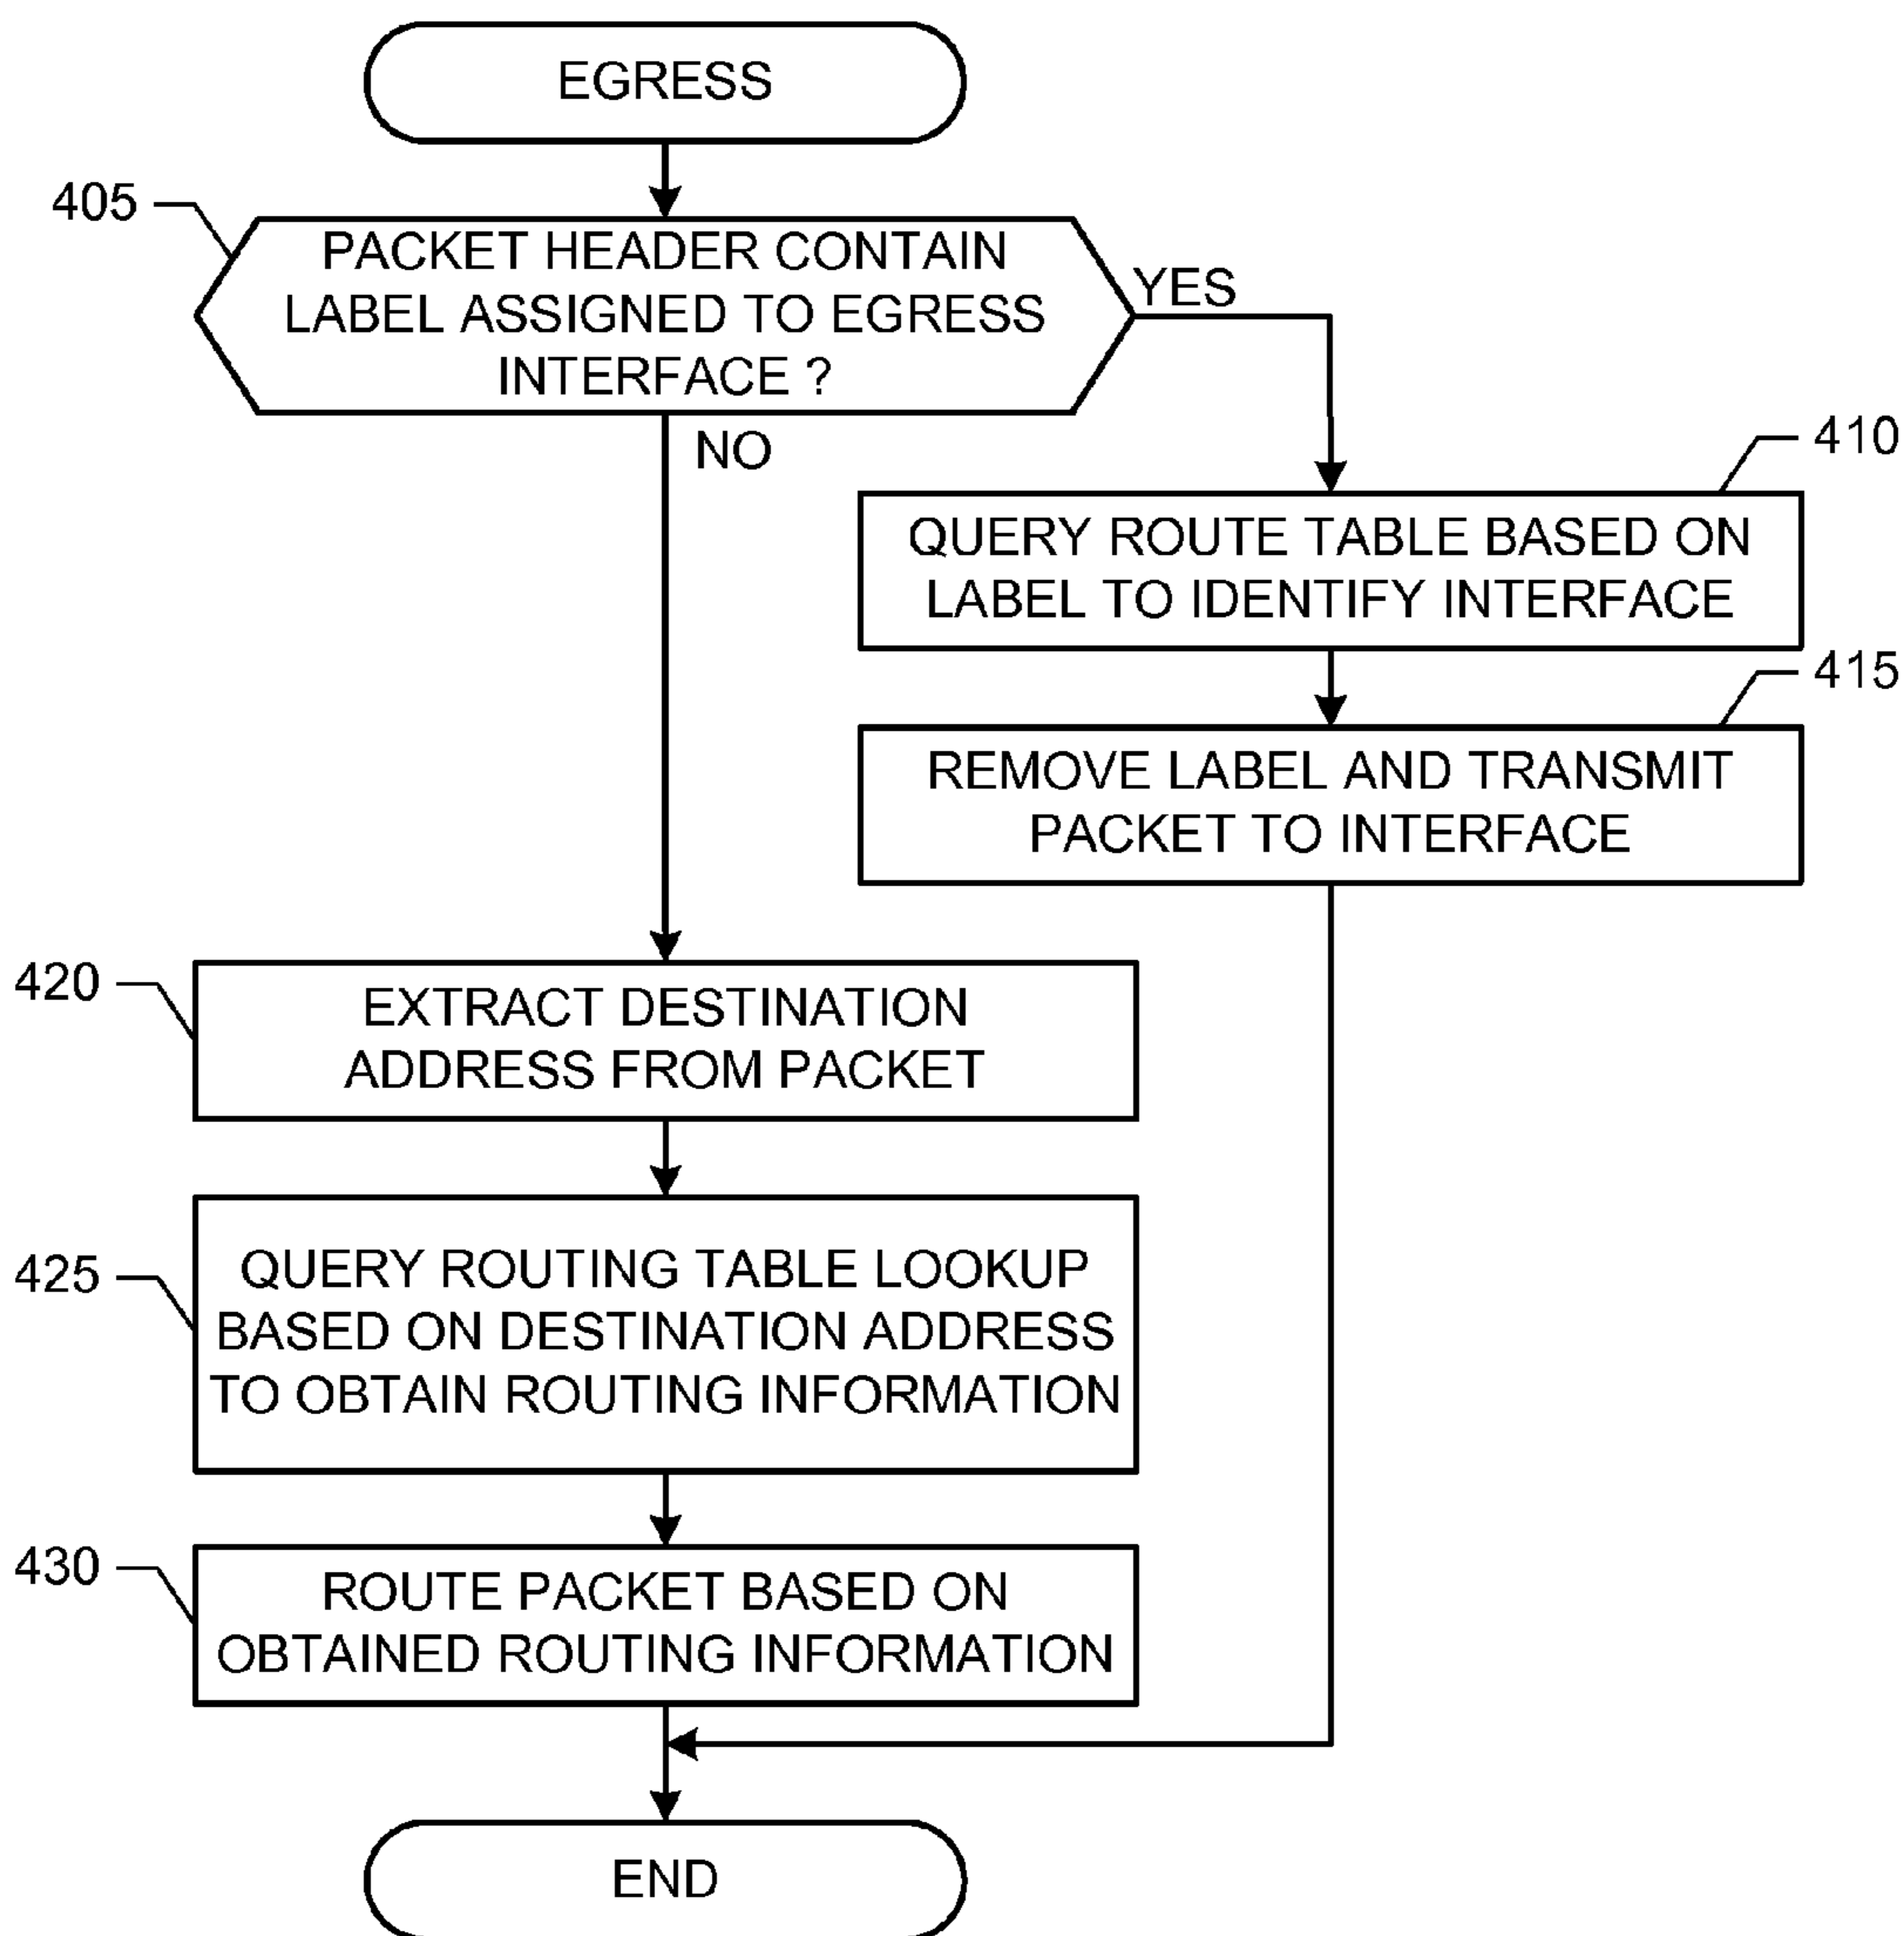 EGRESS
405
PACKET HEADER CONTAIN
LABEL ASSIGNED TO EGRESS
INTERFACE ?
YES
NO
410
QUERY ROUTE TABLE BASED ON
LABEL TO IDENTIFY INTERFACE
415
REMOVE LABEL AND TRANSMIT
PACKET TO INTERFACE
420
EXTRACT DESTINATION
ADDRESS FROM PACKET
425
QUERY ROUTING TABLE LOOKUP
BASED ON DESTINATION ADDRESS
TO OBTAIN ROUTING INFORMATION
430
ROUTE PACKET BASED ON
OBTAINED ROUTING INFORMATION
END